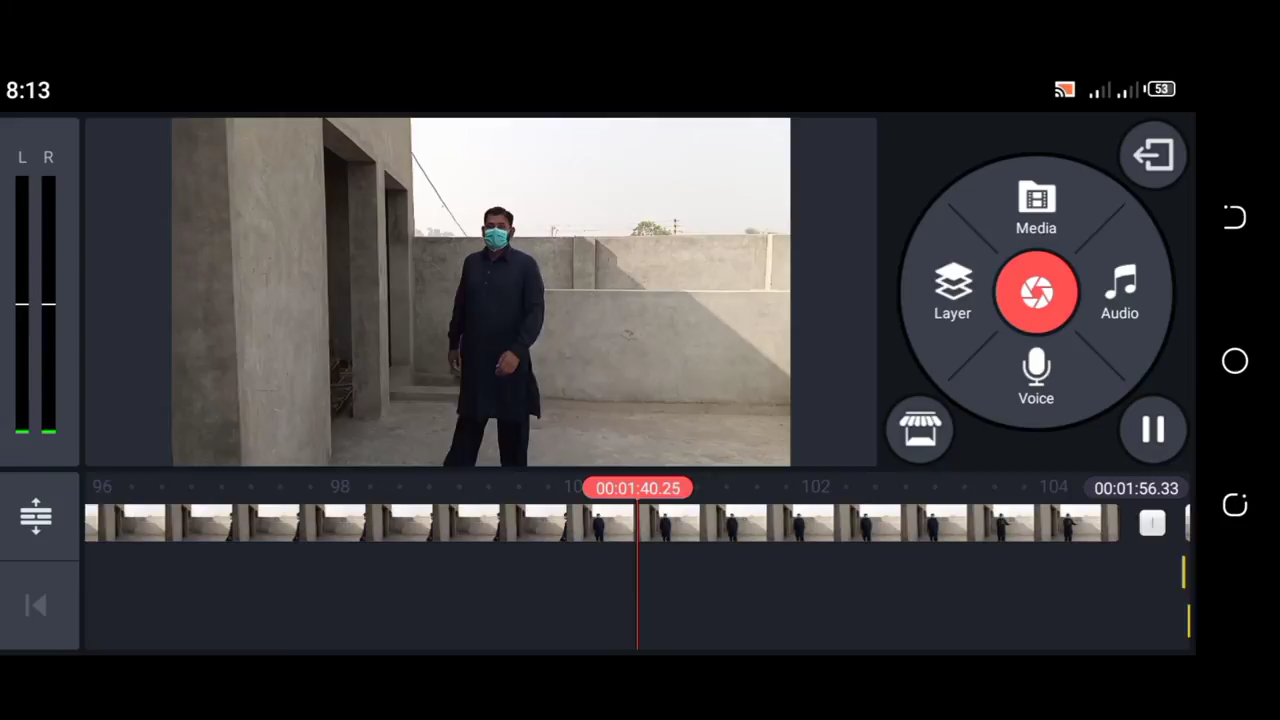 8:13
53
L R
Media
Layer
Audio
Voice
96
98
10
00:01:40.25
102
104
00:01:56.33